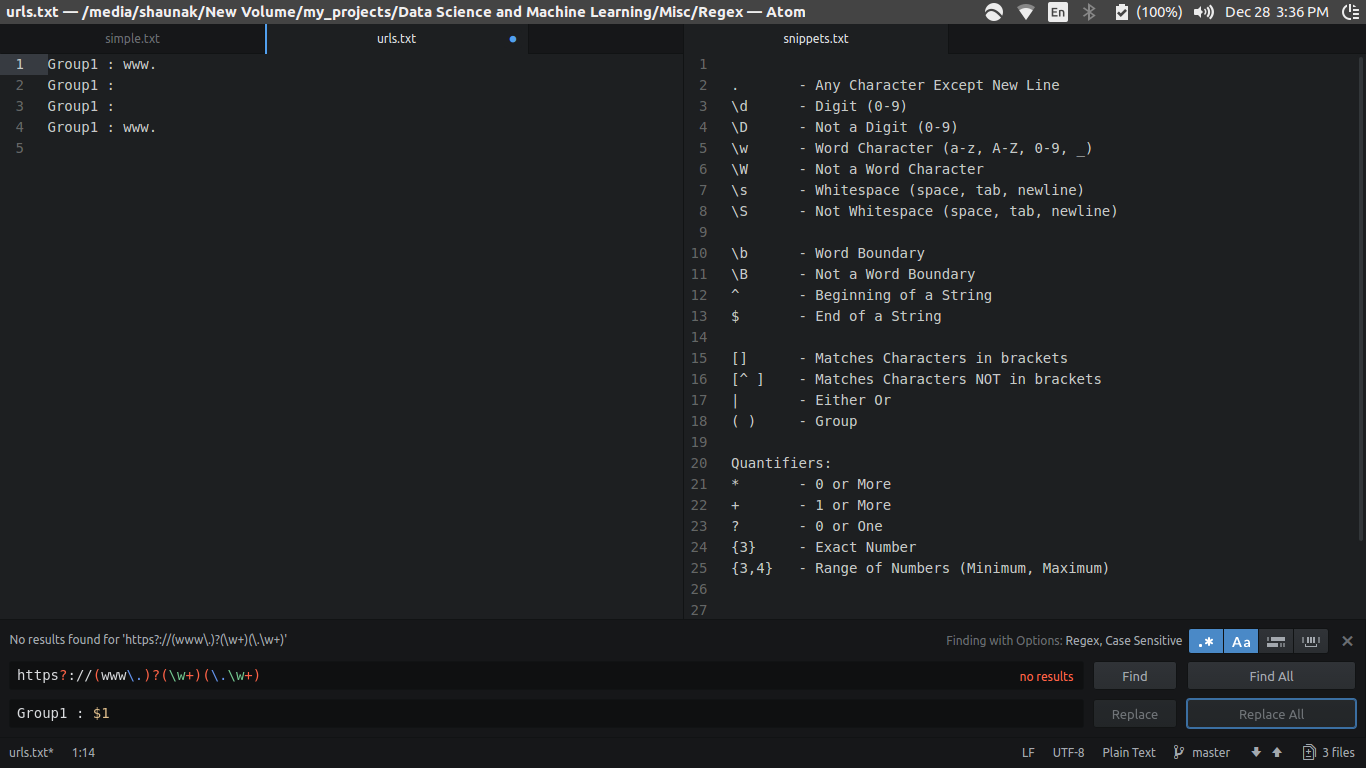 urls.txt — /media/shaunak/New Volume/my_projects/Data Science and Machine Learning/Misc/Regex — Atom
En (100%) Dec 28 3:36 PM
simple.txt
urls.txt
snippets.txt
1 Group1 : www.
2 Group1 :
3 Group1 :
4 Group1 : www.
5
1
2 . - Any Character Except New Line
3 \d - Digit (0-9)
4 \D - Not a Digit (0-9)
5 \w - Word Character (a-z, A-Z, 0-9, _)
6 \W - Not a Word Character
7 \s - Whitespace (space, tab, newline)
8 \S - Not Whitespace (space, tab, newline)
9
10 \b - Word Boundary
11 \B - Not a Word Boundary
12 ^ - Beginning of a String
13 $ - End of a String
14
15 [] - Matches Characters in brackets
16 [^ ] - Matches Characters NOT in brackets
17 | - Either Or
18 ( ) - Group
19
20 Quantifiers:
21 * - 0 or More
22 + - 1 or More
23 ? - 0 or One
24 {3} - Exact Number
25 {3,4} - Range of Numbers (Minimum, Maximum)
26
27
No results found for 'https?://(www\.)?(\w+)(\.\w+)'
Finding with Options: Regex, Case Sensitive
.* Aa
https?://(www\.)?(\w+)(\.\w+)
no results
Find
Find All
Group1 : $1
Replace
Replace All
urls.txt* 1:14
LF UTF-8 Plain Text master 3 files